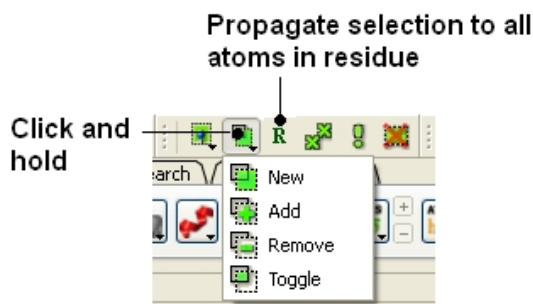 Propagate selection to all
atoms in residue
Click and
hold
R
earch
New
Add
Remove
Toggle